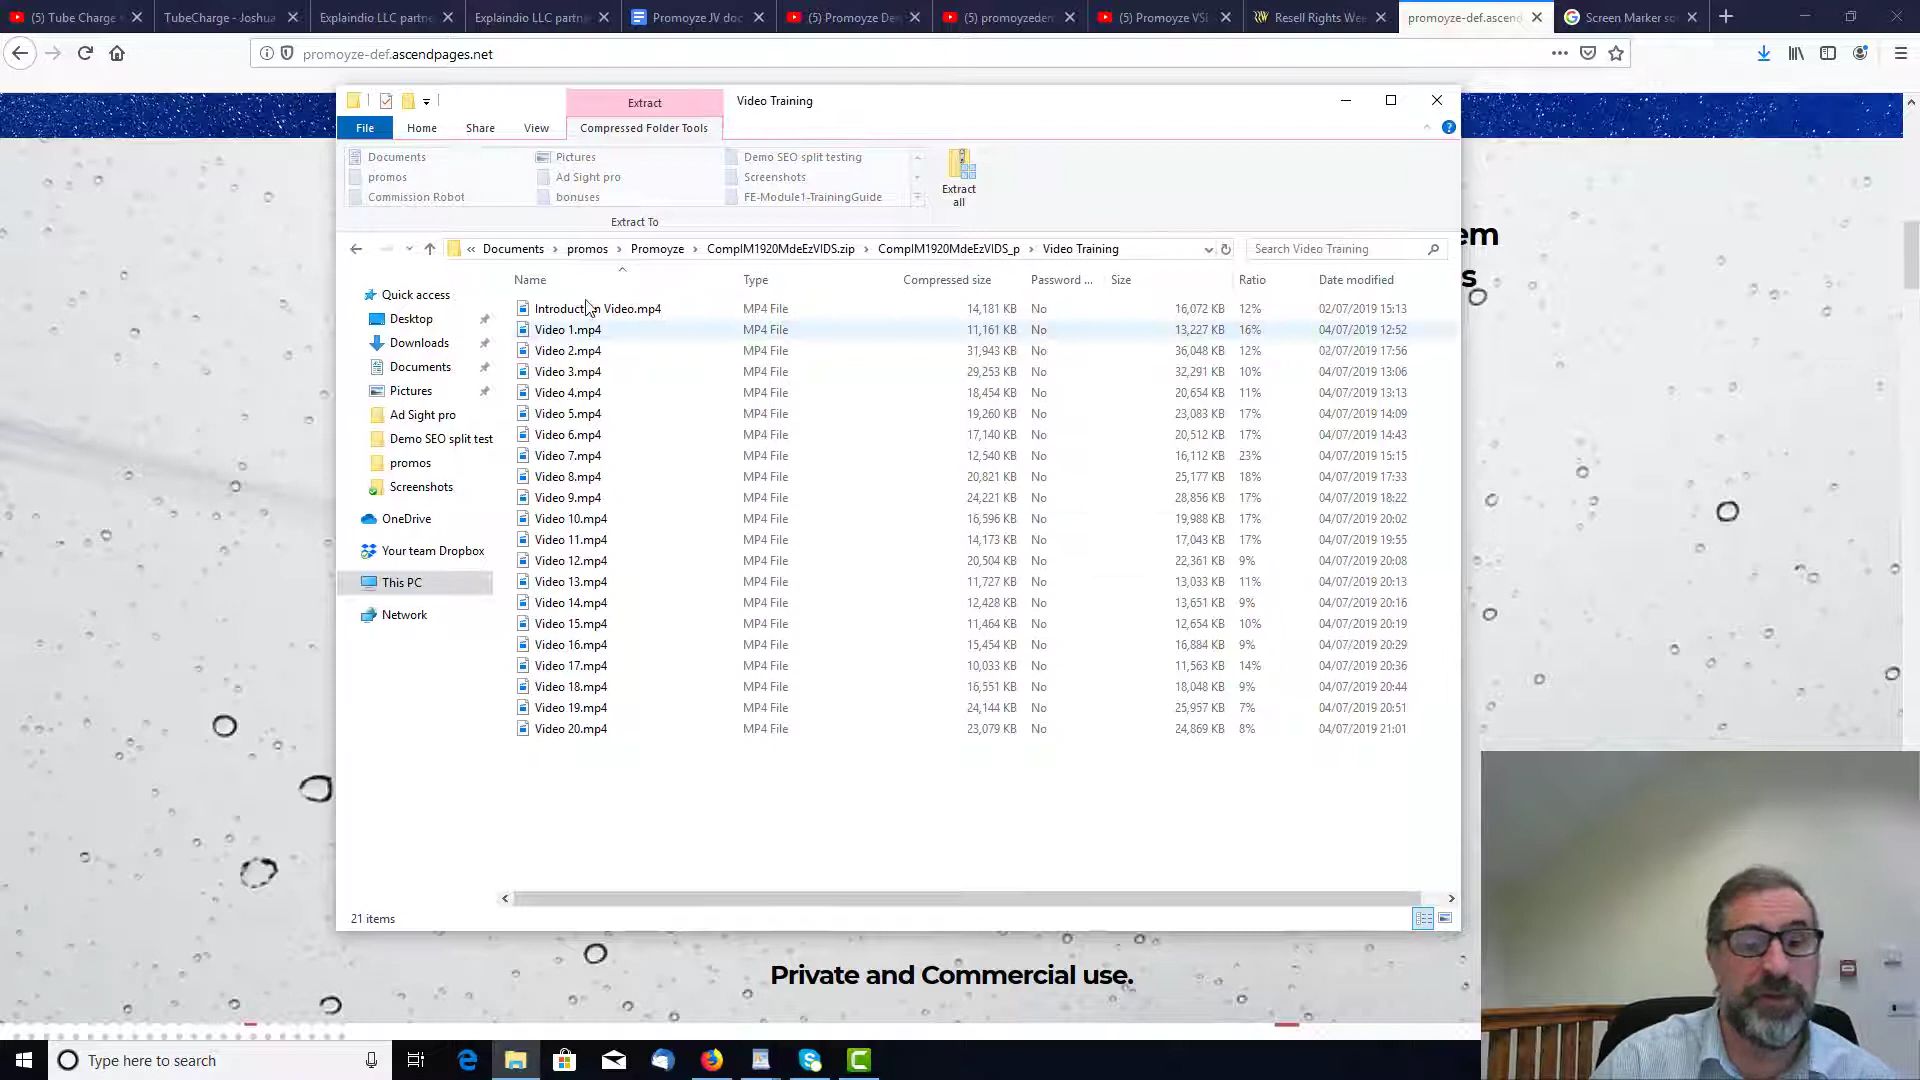 (5) Tube Charge
TubeCharge - Joshua
Explaindio LLC partn
Explaindio LLC partn
Promoyze JV doc
(5) Promoyze De
(5) promoyzedem
(5) Promoyze VS
Resell Rights Wee
promoyze-def.ascend
Screen Marker so
promoyze-def.ascendpages.net
Extract
Video Training
File
Home
Share
View
Compressed Folder Tools
Documents
Pictures
Demo SEO split testing
promos
Ad Sight pro
Screenshots
Commission Robot
bonuses
FE-Module1-TrainingGuide
Extract all
Extract To
« Documents > promos > Promoyze > ComplM1920MdeEzVIDS.zip > ComplM1920MdeEzVIDS_p > Video Training
Search Video Training
em
s
Name Type Compressed size Password ... Size Ratio Date modified
Introduct n Video.mp4 MP4 File 14,181 KB No 16,072 KB 12% 02/07/2019 15:13
Video 1.mp4 MP4 File 11,161 KB No 13,227 KB 16% 04/07/2019 12:52
Video 2.mp4 MP4 File 31,943 KB No 36,048 KB 12% 02/07/2019 17:56
Video 3.mp4 MP4 File 29,253 KB No 32,291 KB 10% 04/07/2019 13:06
Video 4.mp4 MP4 File 18,454 KB No 20,654 KB 11% 04/07/2019 13:13
Video 5.mp4 MP4 File 19,260 KB No 23,083 KB 17% 04/07/2019 14:09
Video 6.mp4 MP4 File 17,140 KB No 20,512 KB 17% 04/07/2019 14:43
Video 7.mp4 MP4 File 12,540 KB No 16,112 KB 23% 04/07/2019 15:15
Video 8.mp4 MP4 File 20,821 KB No 25,177 KB 18% 04/07/2019 17:33
Video 9.mp4 MP4 File 24,221 KB No 28,856 KB 17% 04/07/2019 18:22
Video 10.mp4 MP4 File 16,596 KB No 19,988 KB 17% 04/07/2019 20:02
Video 11.mp4 MP4 File 14,173 KB No 17,043 KB 17% 04/07/2019 19:55
Video 12.mp4 MP4 File 20,504 KB No 22,361 KB 9% 04/07/2019 20:08
Video 13.mp4 MP4 File 11,727 KB No 13,033 KB 11% 04/07/2019 20:13
Video 14.mp4 MP4 File 12,428 KB No 13,651 KB 9% 04/07/2019 20:16
Video 15.mp4 MP4 File 11,464 KB No 12,654 KB 10% 04/07/2019 20:19
Video 16.mp4 MP4 File 15,454 KB No 16,884 KB 9% 04/07/2019 20:29
Video 17.mp4 MP4 File 10,033 KB No 11,563 KB 14% 04/07/2019 20:36
Video 18.mp4 MP4 File 16,551 KB No 18,048 KB 9% 04/07/2019 20:44
Video 19.mp4 MP4 File 24,144 KB No 25,957 KB 7% 04/07/2019 20:51
Video 20.mp4 MP4 File 23,079 KB No 24,869 KB 8% 04/07/2019 21:01
Quick access
Desktop
Downloads
Documents
Pictures
Ad Sight pro
Demo SEO split test
promos
Screenshots
OneDrive
Your team Dropbox
This PC
Network
21 items
Private and Commercial use.
Type here to search